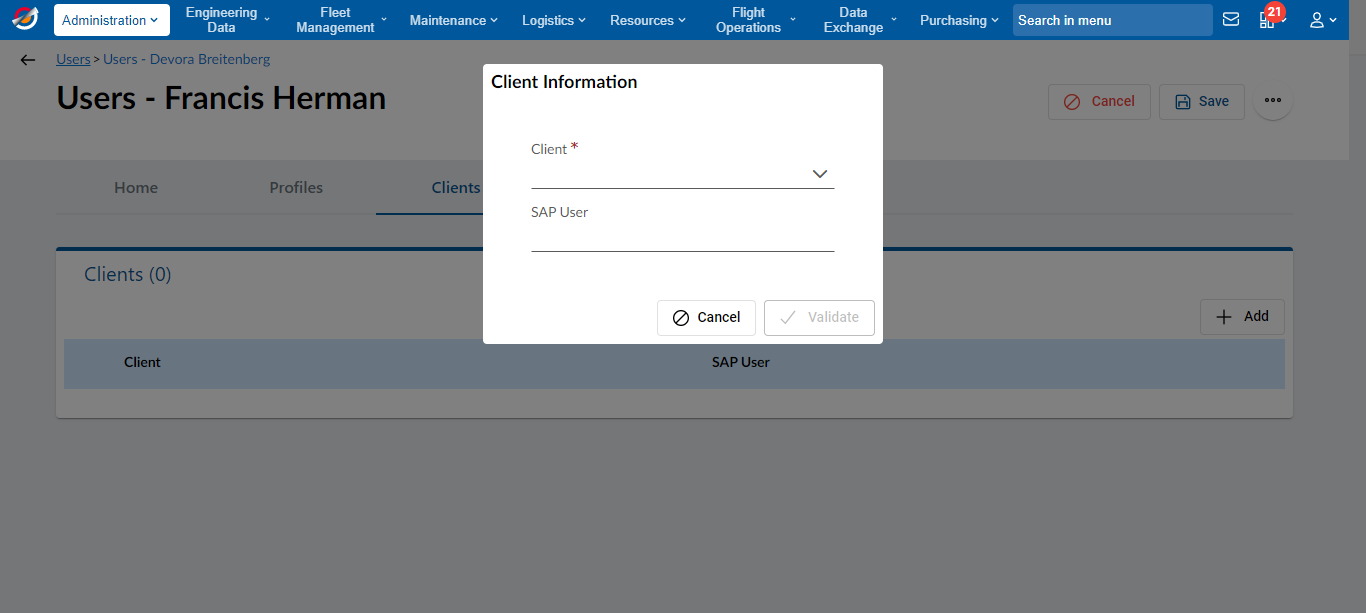 Administration
Engineering Data
Fleet Management
Maintenance
Logistics
Resources
Flight Operations
Data Exchange
Purchasing
Search in menu
21
Users > Users - Devora Breitenberg
Users - Francis Herman
Cancel
Save
Home
Profiles
Clients
Clients (0)
Add
Client
SAP User
Client Information
Client *
SAP User
Cancel
Validate